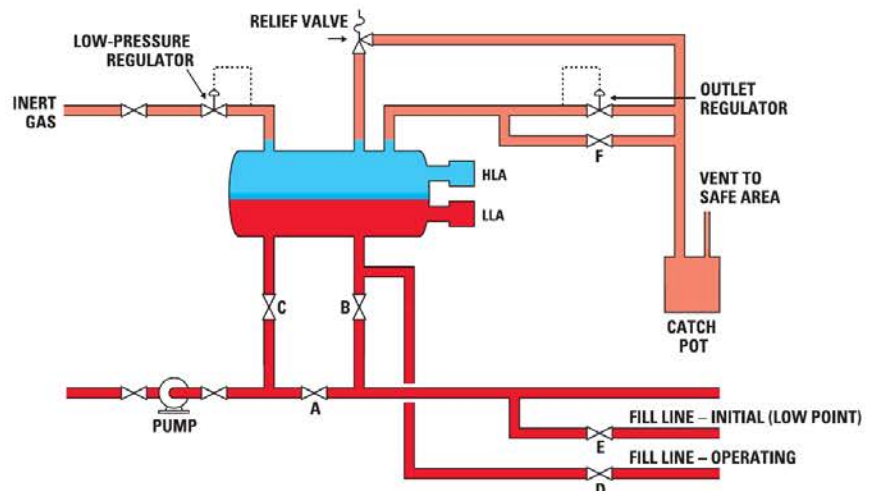 RELIEF VALVE
LOW-PRESSURE
REGULATOR
INERT
GAS
OUTLET
REGULATOR
F
VENT TO
SAFE AREA
HLA
LLA
C
B
CATCH
POT
A
PUMP
FILL LINE – INITIAL (LOW POINT)
E
FILL LINE – OPERATING
D